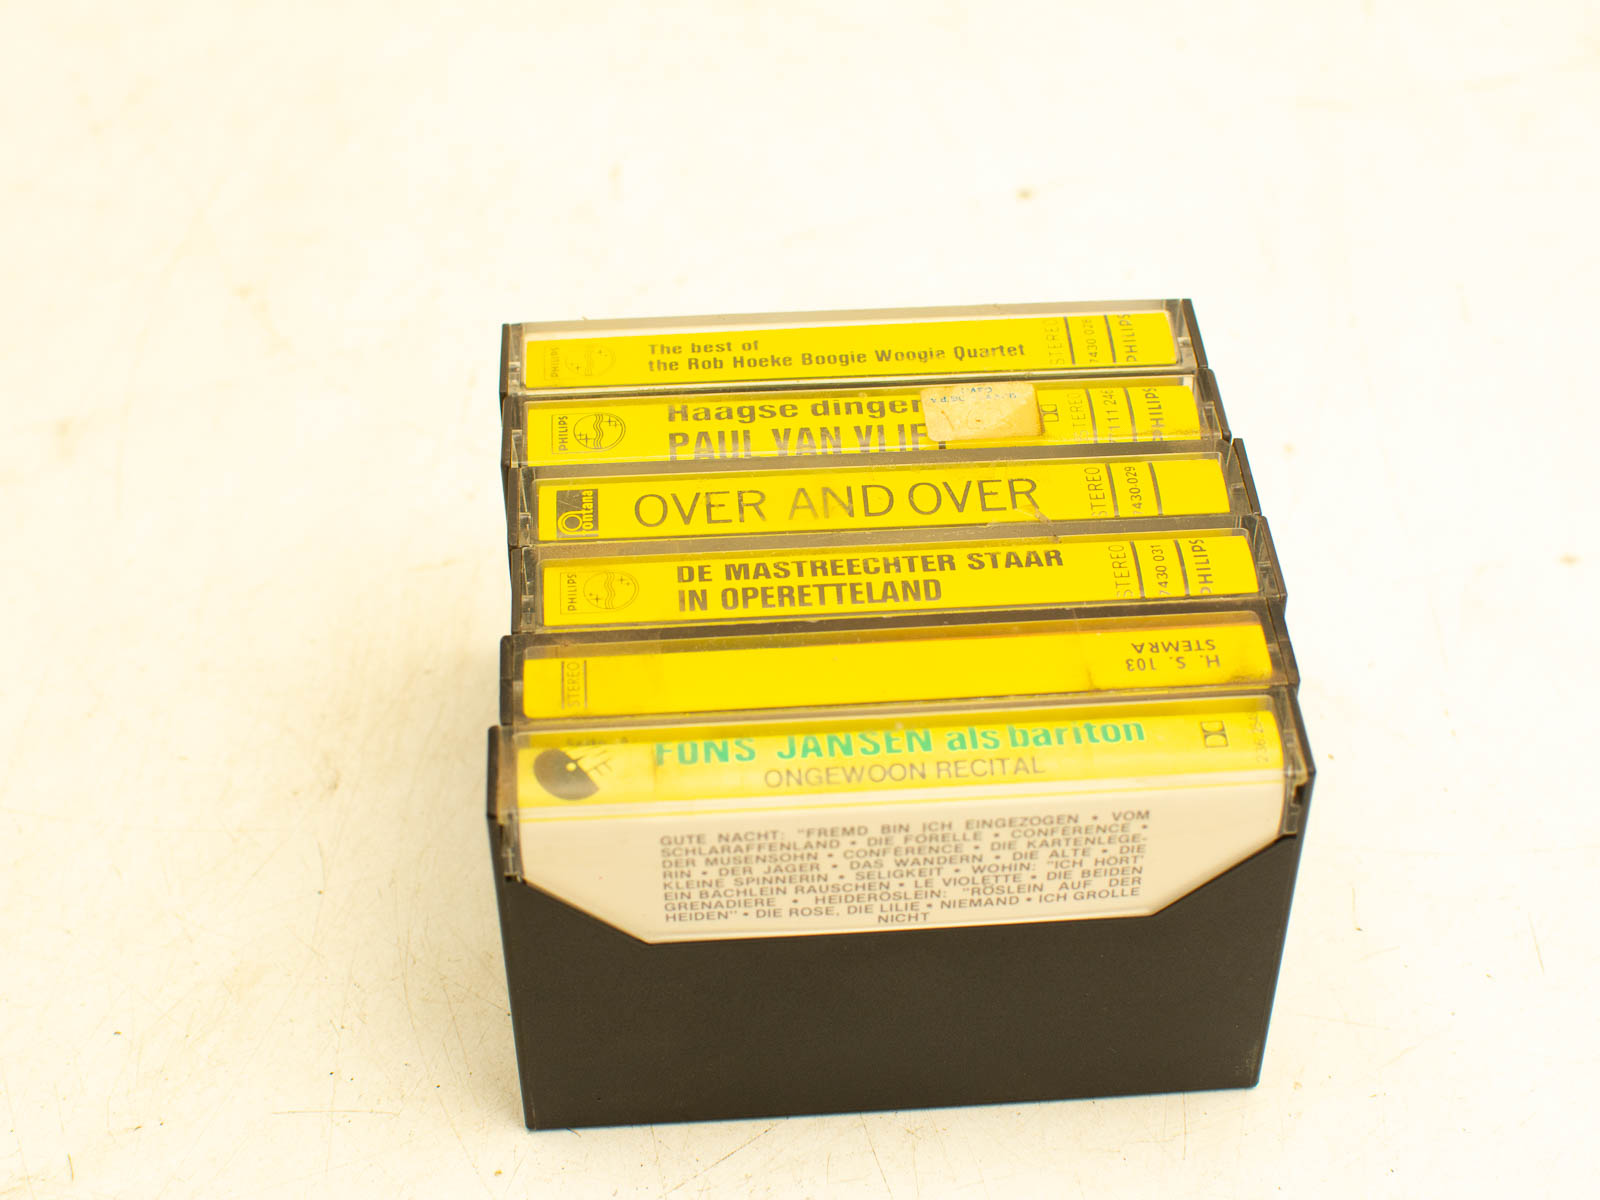 PHILIPS
The best of
the Rob Hoeke Boogie Woogie Quartet
STEREO
7430 028
PHILIPS
PHILIPS
Haagse dingen
PAUL VAN VLIET
STEREO
7111 246
PHILIPS
fontana
OVER AND OVER
STEREO
7430-029
PHILIPS
DE MASTREECHTER STAAR
IN OPERETTELAND
STEREO
7430 031
PHILIPS
STEREO
H. S. 103
STEMRA
FONS JANSEN als bariton
ONGEWOON RECITAL
GUTE NACHT: "FREMD BIN ICH EINGEZOGEN • VOM
SCHLARAFFENLAND • DIE FORELLE • CONFERENCE •
DER MUSENSOHN • CONFERENCE • DIE KARTENLEGE-
RIN • DER JÄGER • DAS WANDERN • DIE ALTE • DIE
KLEINE SPINNERIN • SELIGKEIT • WOHIN: "ICH HÖRT'
EIN BÄCHLEIN RAUSCHEN • LE VIOLETTE • DIE BEIDEN
GRENADIERE • HEIDERÖSLEIN: "RÖSLEIN AUF DER
HEIDEN" • DIE ROSE, DIE LILIE • NIEMAND • ICH GROLLE
NICHT